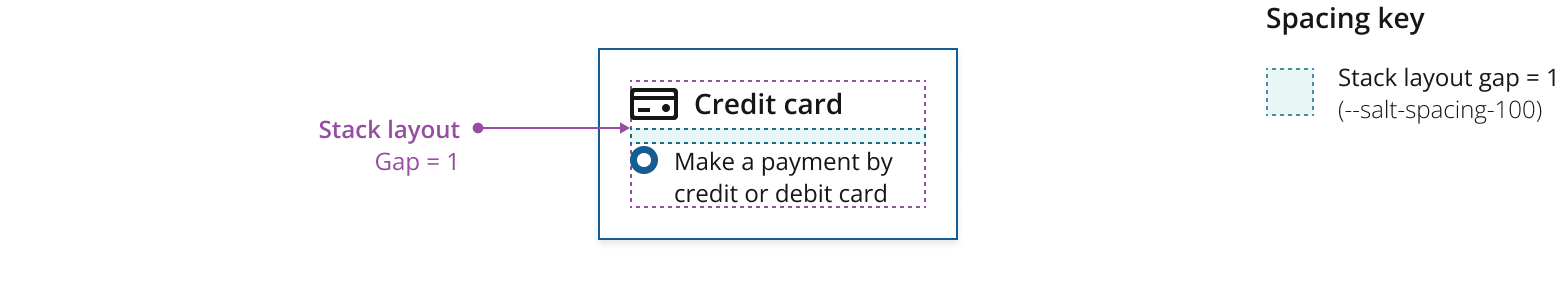 Spacing key
Stack layout gap = 1
(--salt-spacing-100)
Credit card
Stack layout
Gap = 1
Make a payment by
credit or debit card